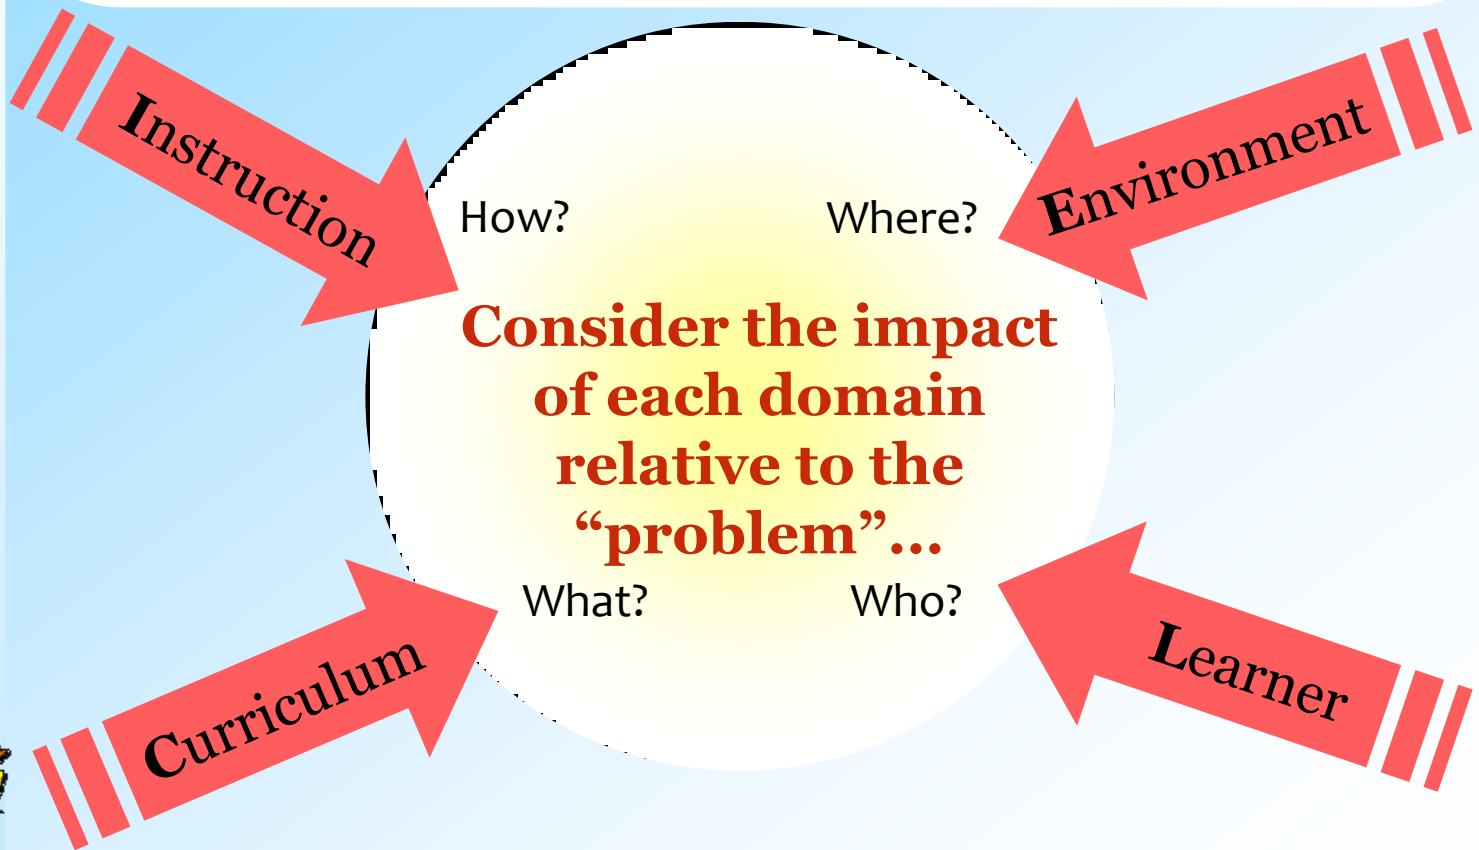 Instruction
Environment
How?
Where?
Consider the impact
of each domain
relative to the
“problem”…
What?
Who?
Curriculum
Learner